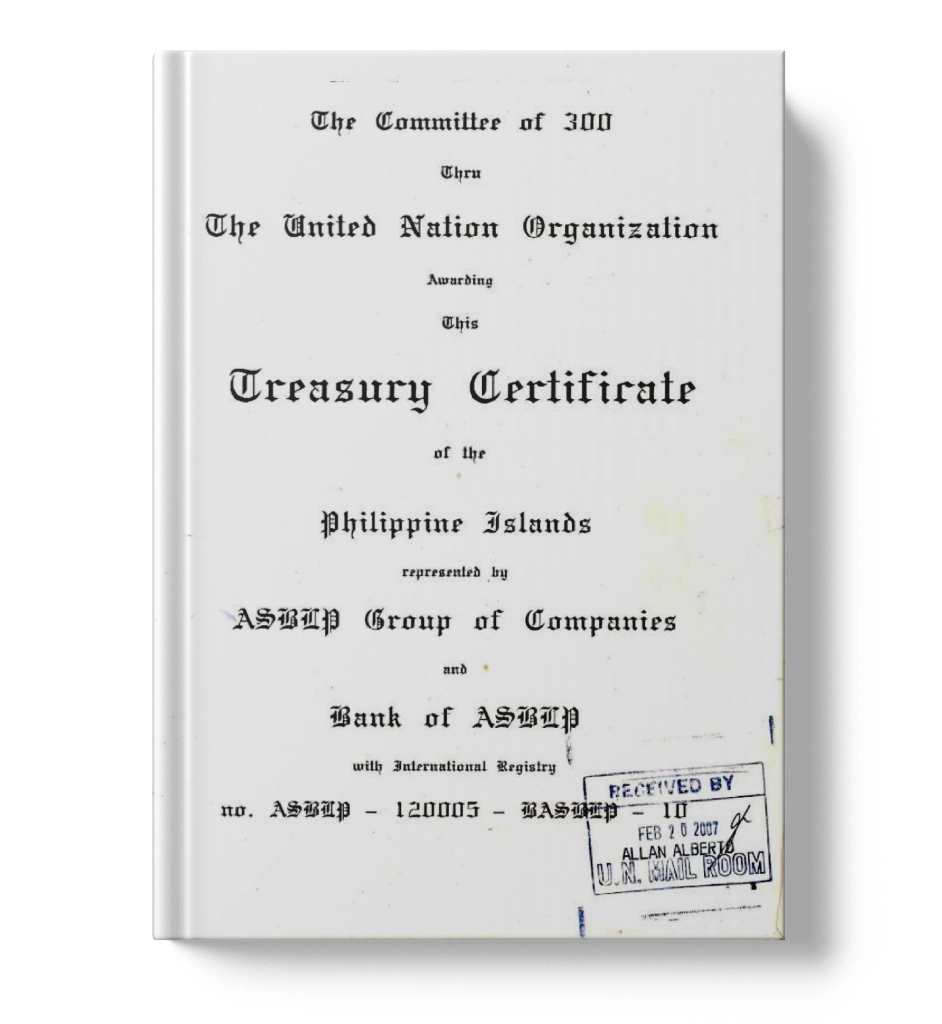 The Committee of 300
Thru
The United Nation Organization
Awarding
This
Treasury Certificate
of the
Philippine Islands
represented by
ASBLP Group of Companies
and
Bank of ASBLP
with International Registry
no. ASBLP - 120005 - BASBLP - 10
RECEIVED BY
FEB 20 2007
ALLAN ALBERTO
U.N. MAIL ROOM